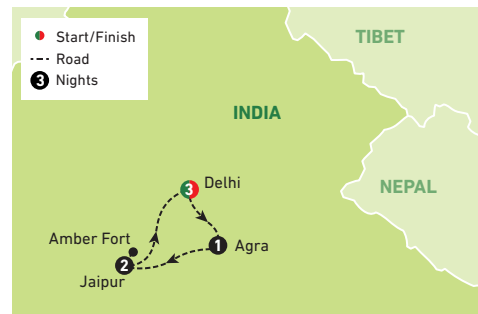 Start/Finish
Road
3 Nights
TIBET
INDIA
NEPAL
3 Delhi
Amber Fort
1 Agra
2
Jaipur